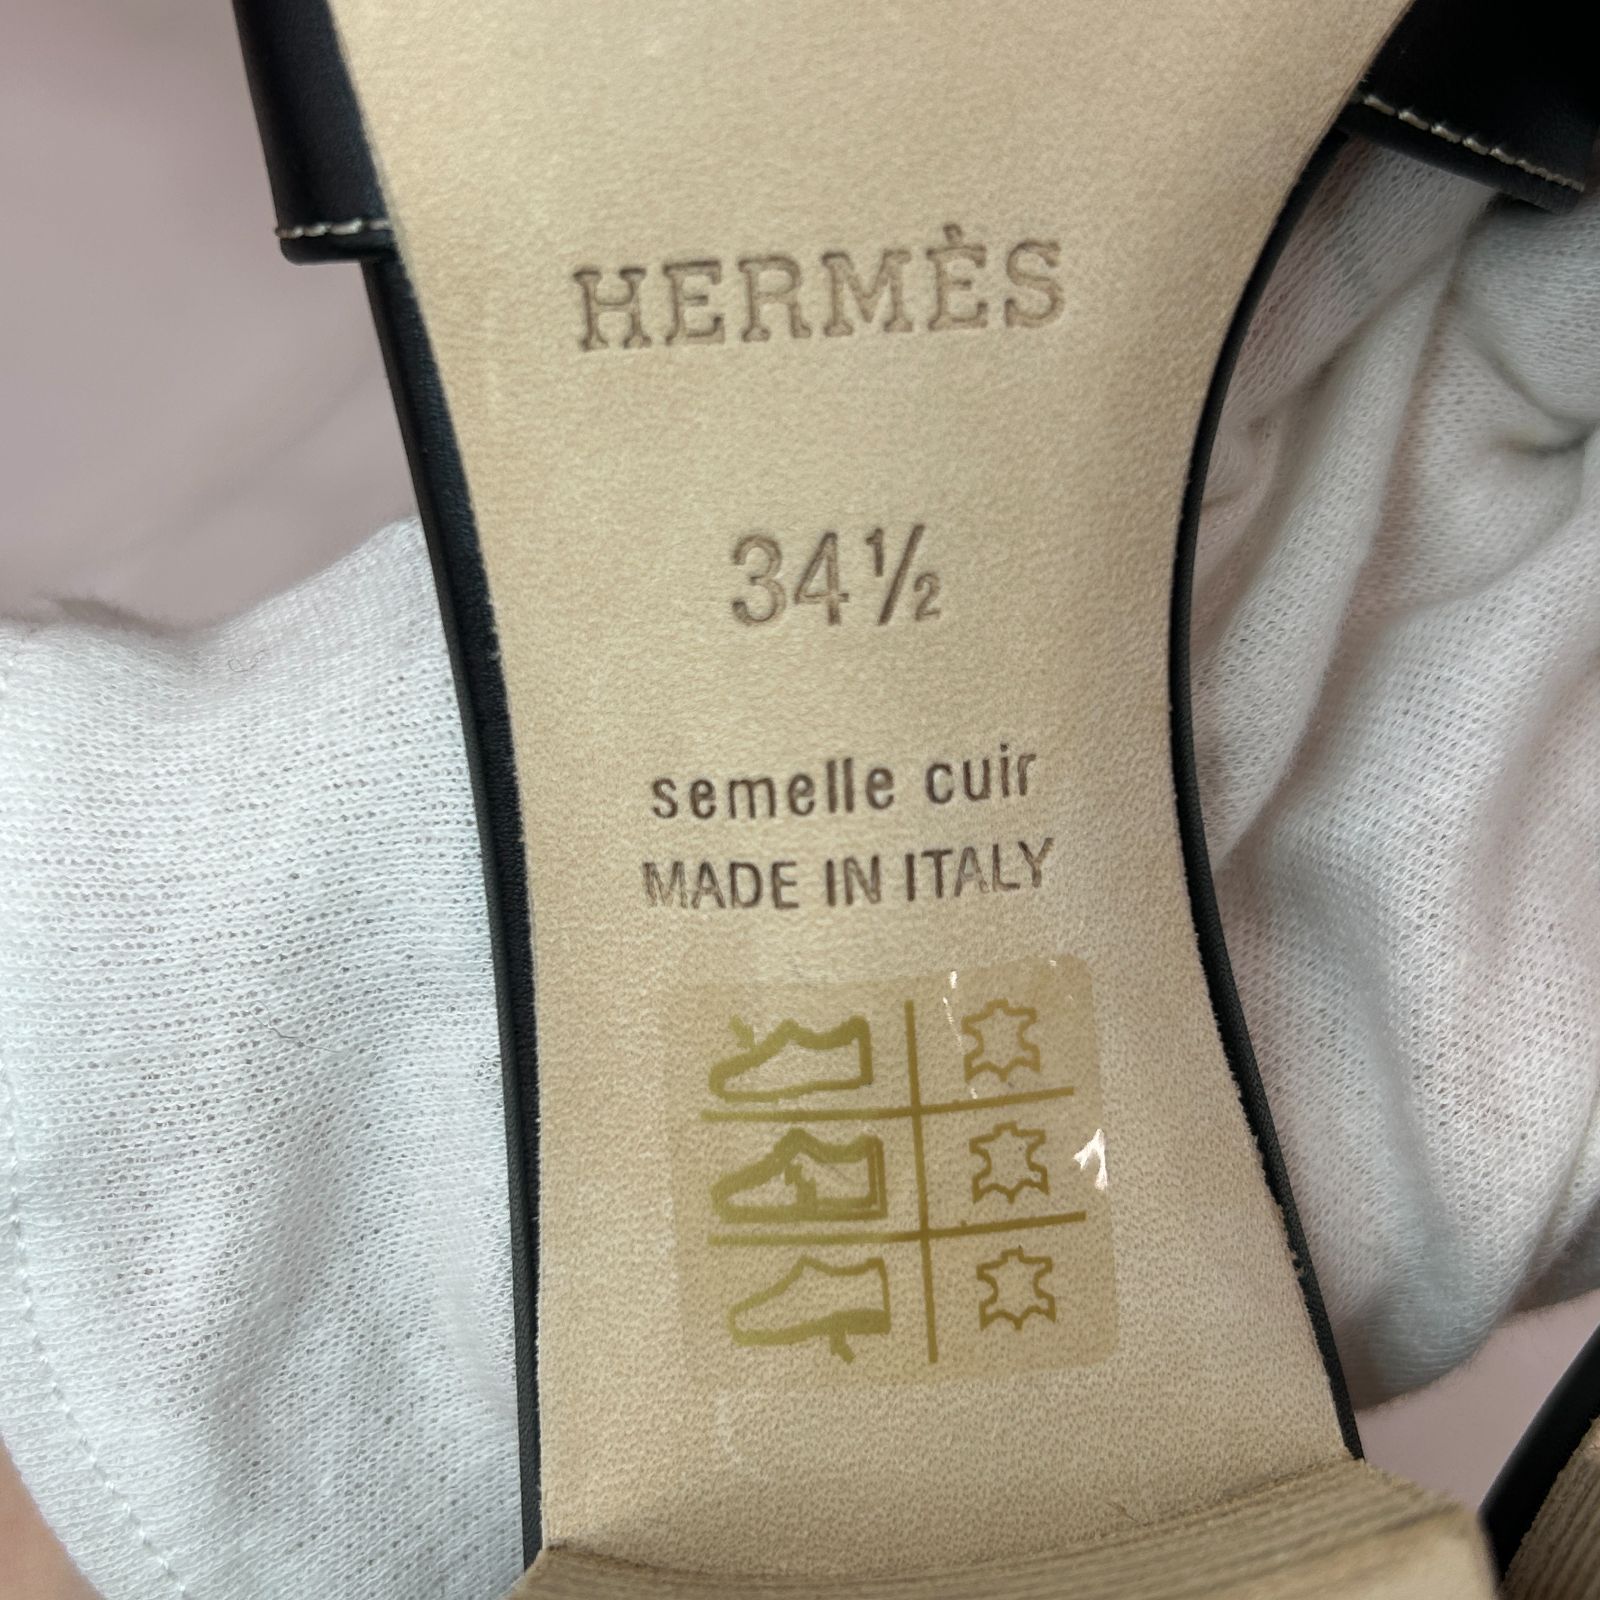 HERMÈS
34½
semelle cuir
MADE IN ITALY